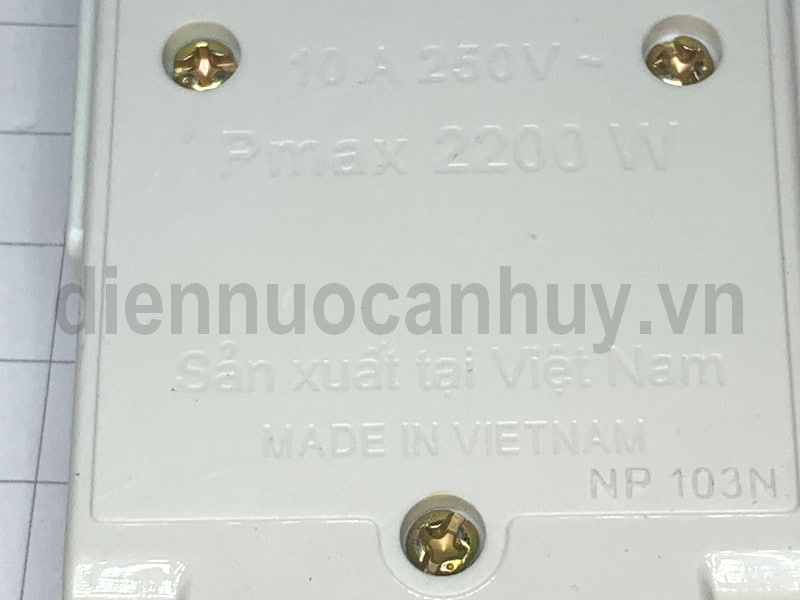 10 A 250V ~
Pmax 2200 W
diennuocanhuy.vn
Sản xuất tại Việt Nam
MADE IN VIETNAM
NP 103N